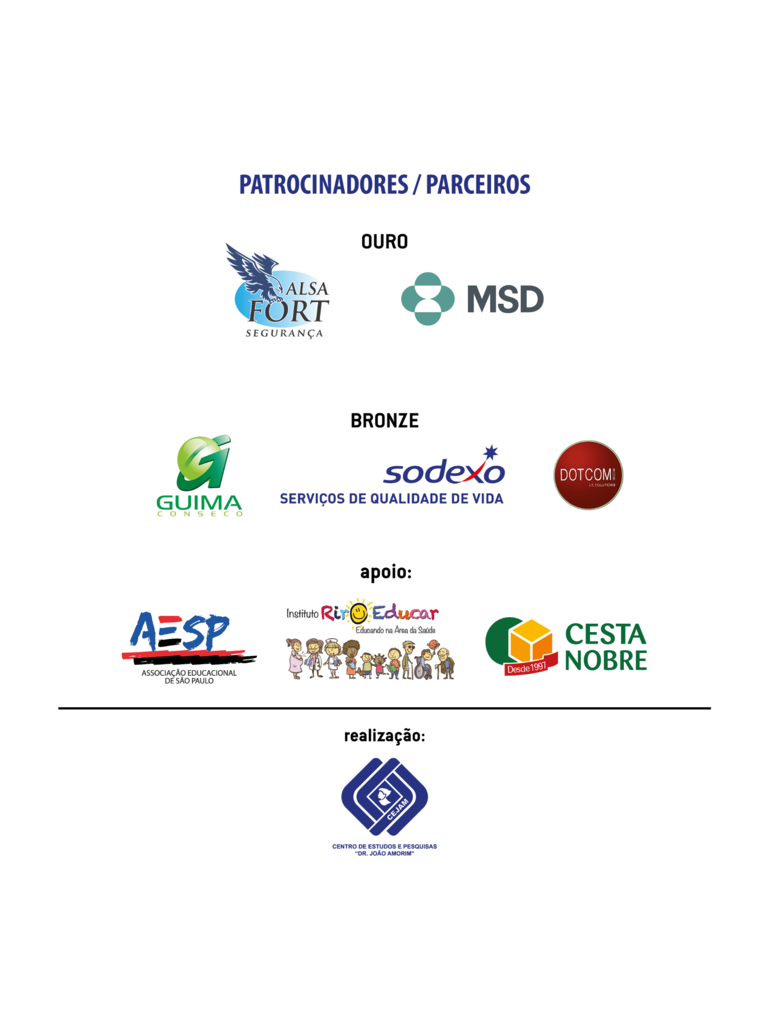 PATROCINADORES / PARCEIROS
OURO
ALSA
FORT
SEGURANÇA
MSD
BRONZE
GUIMA
CONSECO
sodexo
SERVIÇOS DE QUALIDADE DE VIDA
DOTCOM
apoio:
AESP
ASSOCIAÇÃO EDUCACIONAL
DE SÃO PAULO
Instituto Rir e Educar
Educando na Área da Saúde
CESTA
NOBRE
Desde 1997
realização:
CEJAM
CENTRO DE ESTUDOS E PESQUISAS
"DR. JOÃO AMORIM"